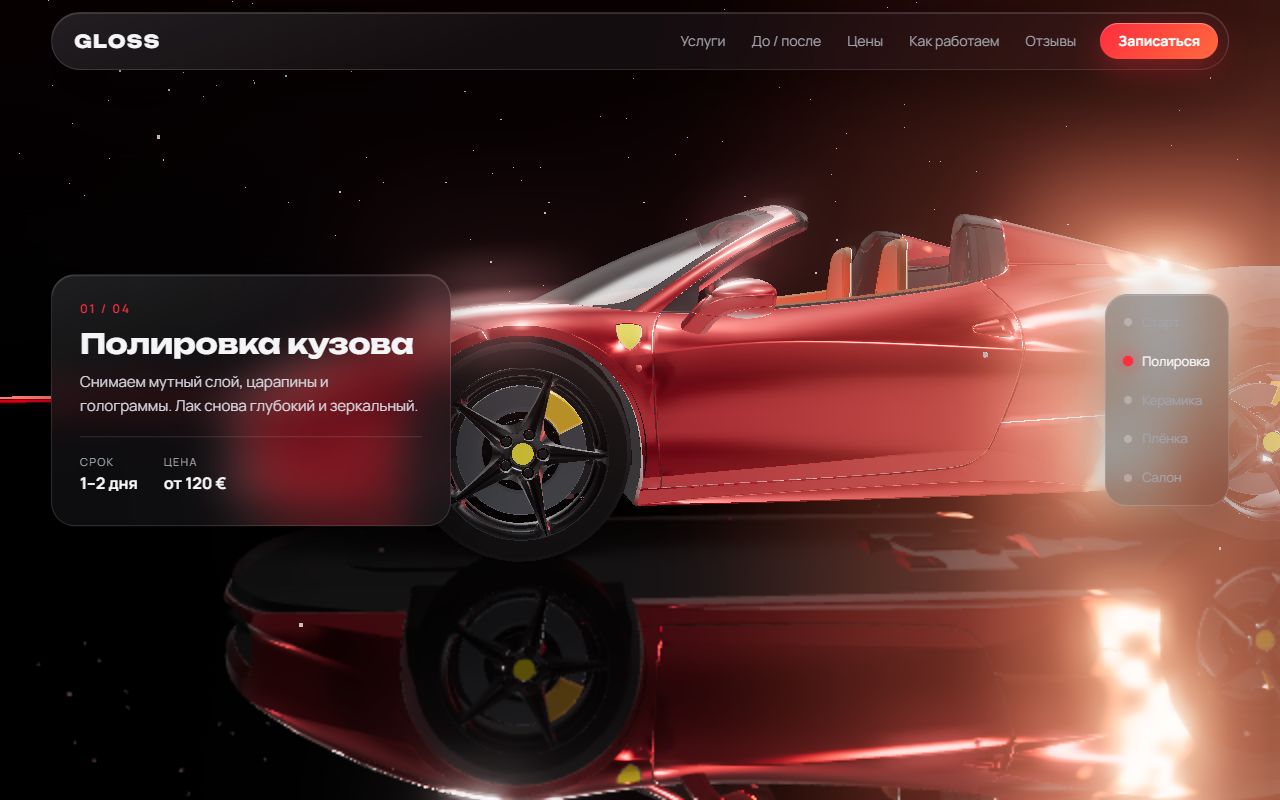 GLOSS
Услуги До / после Цены Как работаем Отзывы Записаться
01 / 04
Полировка кузова
Снимаем мутный слой, царапины и
голограммы. Лак снова глубокий и зеркальный.
СРОК ЦЕНА
1–2 дня от 120 €
Старт
Полировка
Керамика
Плёнка
Салон